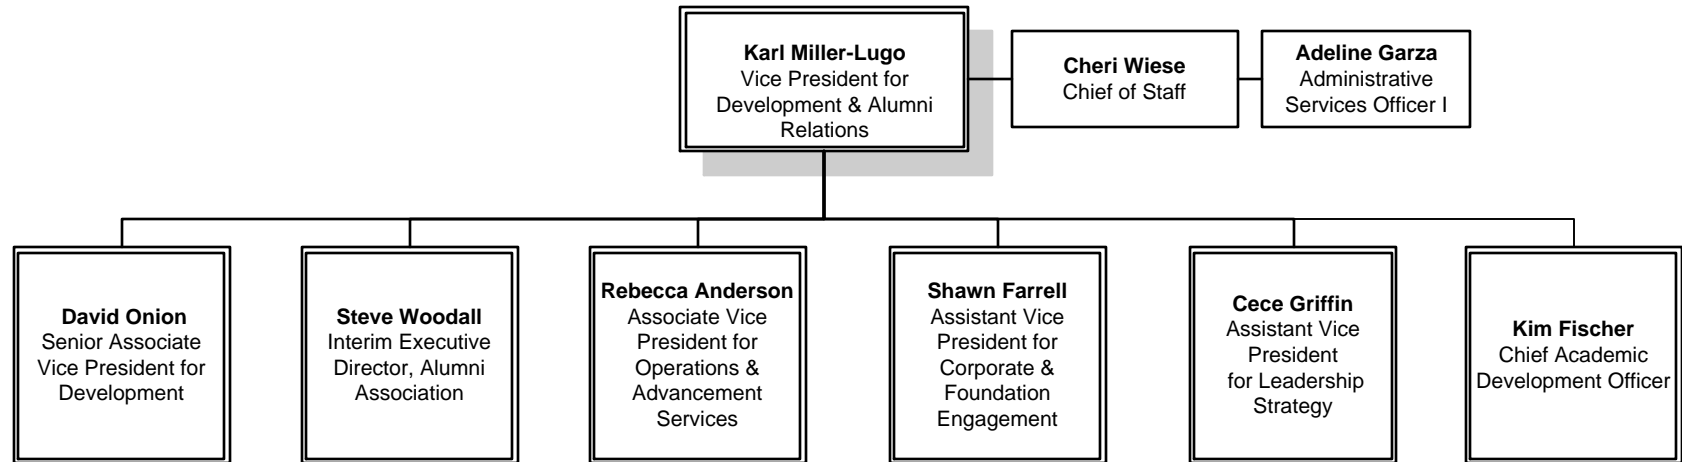 Karl Miller-Lugo
Vice President for
Development & Alumni
Relations
Cheri Wiese
Chief of Staff
Adeline Garza
Administrative
Services Officer I
David Onion
Senior Associate
Vice President for
Development
Steve Woodall
Interim Executive
Director, Alumni
Association
Rebecca Anderson
Associate Vice
President for
Operations &
Advancement
Services
Shawn Farrell
Assistant Vice
President for
Corporate &
Foundation
Engagement
Cece Griffin
Assistant Vice
President
for Leadership
Strategy
Kim Fischer
Chief Academic
Development Officer